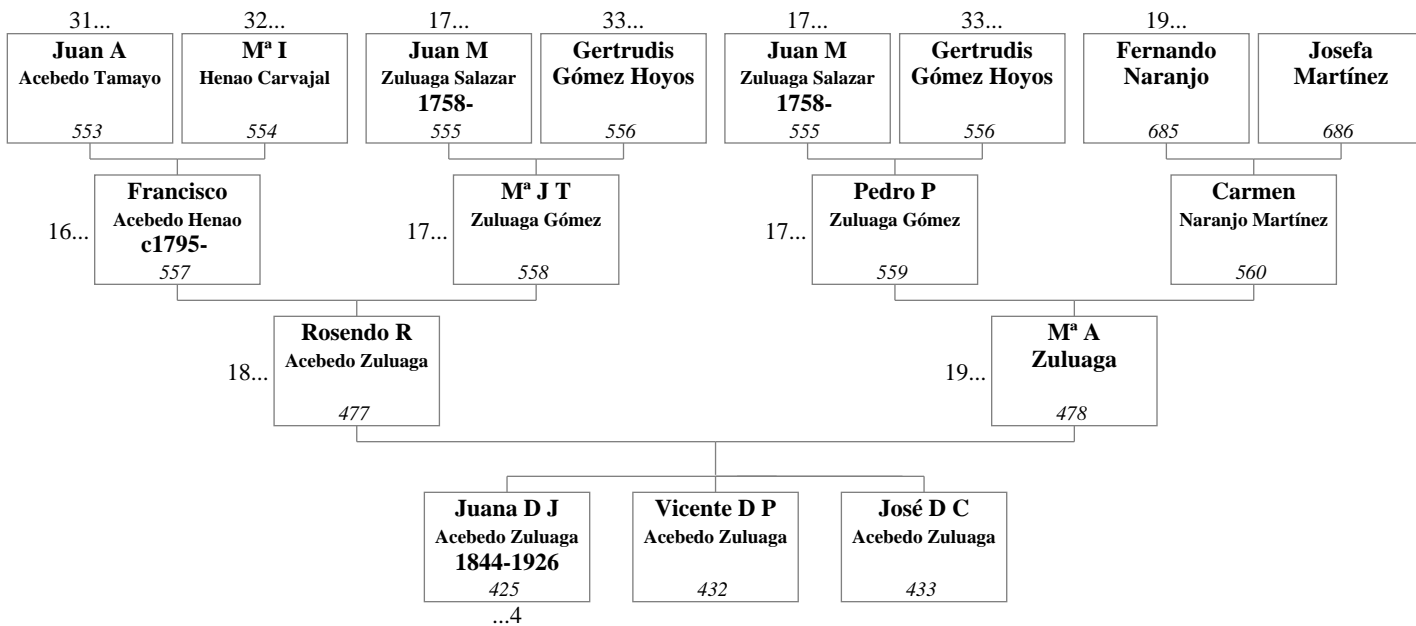 31... 32... 17... 33... 17... 33... 19...
Juan A
Acebedo Tamayo
553
Mª I
Henao Carvajal
554
Juan M
Zuluaga Salazar
1758-
555
Gertrudis
Gómez Hoyos
556
Juan M
Zuluaga Salazar
1758-
555
Gertrudis
Gómez Hoyos
556
Fernando
Naranjo
685
Josefa
Martínez
686
16...
Francisco
Acebedo Henao
c1795-
557
17...
Mª J T
Zuluaga Gómez
558
17...
Pedro P
Zuluaga Gómez
559
Carmen
Naranjo Martínez
560
18...
Rosendo R
Acebedo Zuluaga
477
19...
Mª A
Zuluaga
478
Juana D J
Acebedo Zuluaga
1844-1926
425
...4
Vicente D P
Acebedo Zuluaga
432
José D C
Acebedo Zuluaga
433